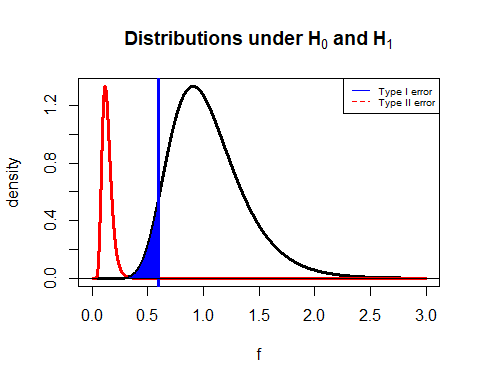 Distributions under H₀ and H₁
Type I error
Type II error
density
0.0 0.4 0.8 1.2
0.0 0.5 1.0 1.5 2.0 2.5 3.0
f